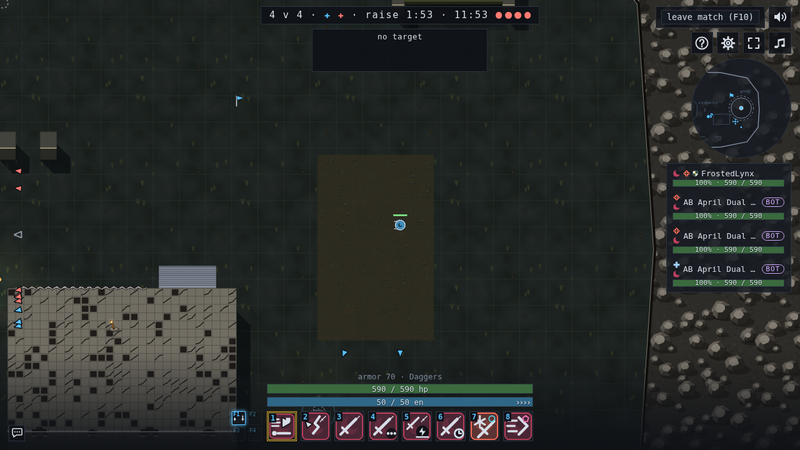 4 v 4 · + + · raise 1:53 · 11:53
leave match (F10)
no target
FrostedLynx
100% · 590 / 590
AB April Dual … BOT
100% · 590 / 590
AB April Dual … BOT
100% · 590 / 590
AB April Dual … BOT
100% · 590 / 590
armor 70 · Daggers
590 / 590 hp
50 / 50 en ››››
1 2 3 4 5 6 7 8